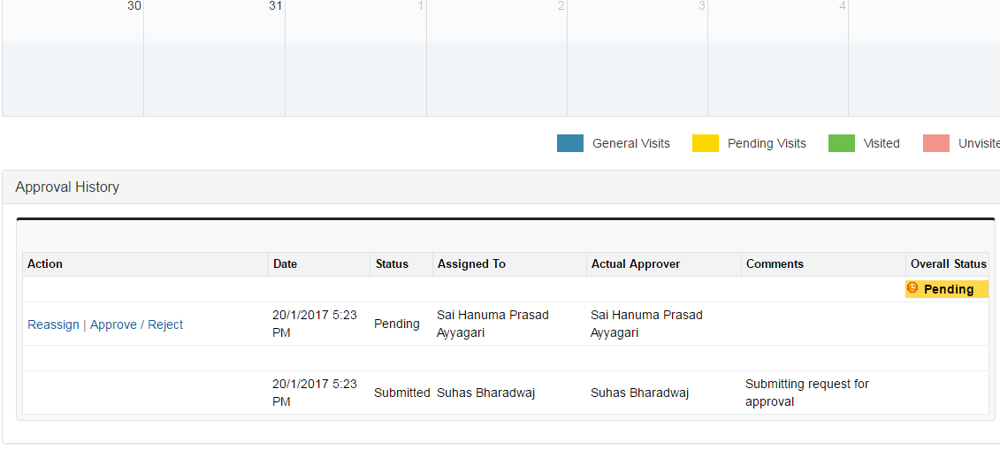 30 31 1 2 3 4
General Visits Pending Visits Visited Unvisite
Approval History
Action Date Status Assigned To Actual Approver Comments Overall Status
Pending
Reassign | Approve / Reject 20/1/2017 5:23 PM Pending Sai Hanuma Prasad Ayyagari Sai Hanuma Prasad Ayyagari
20/1/2017 5:23 PM Submitted Suhas Bharadwaj Suhas Bharadwaj Submitting request for approval